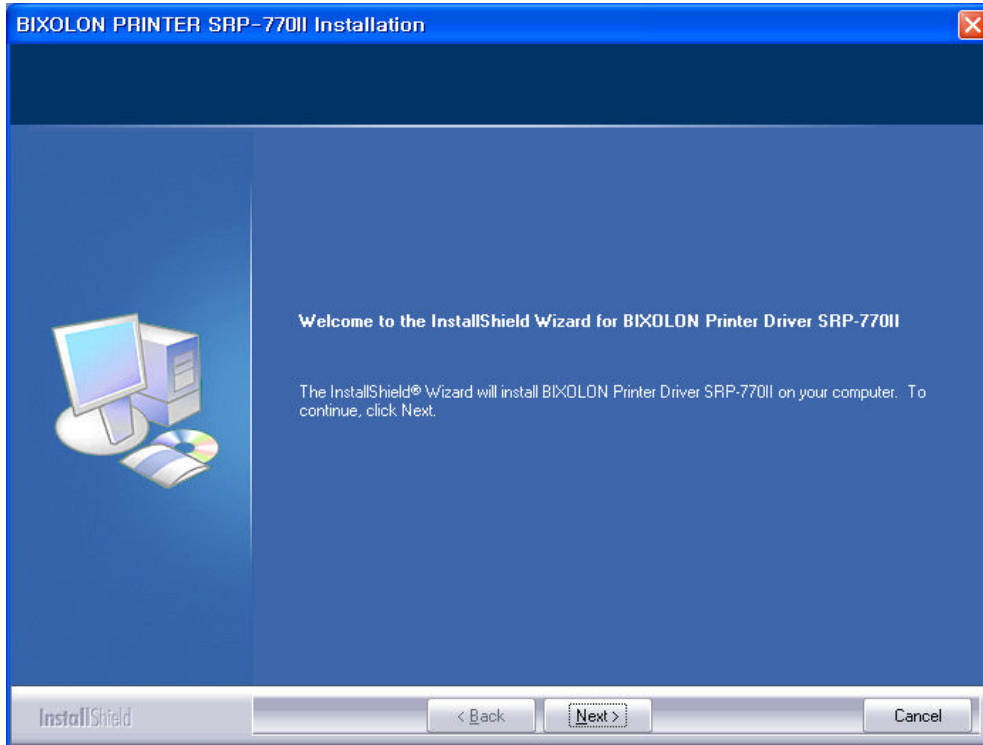 BIXOLON PRINTER SRP-770II Installation
Welcome to the InstallShield Wizard for BIXOLON Printer Driver SRP-770II
The InstallShield® Wizard will install BIXOLON Printer Driver SRP-770II on your computer. To
continue, click Next.
InstallShield
< Back
Next >
Cancel